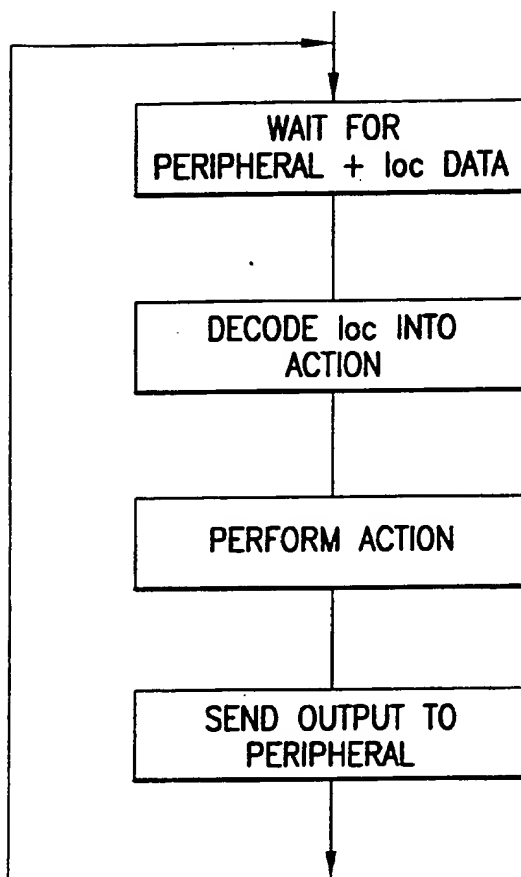 WAIT FOR
PERIPHERAL + loc DATA
DECODE loc INTO
ACTION
PERFORM ACTION
SEND OUTPUT TO
PERIPHERAL